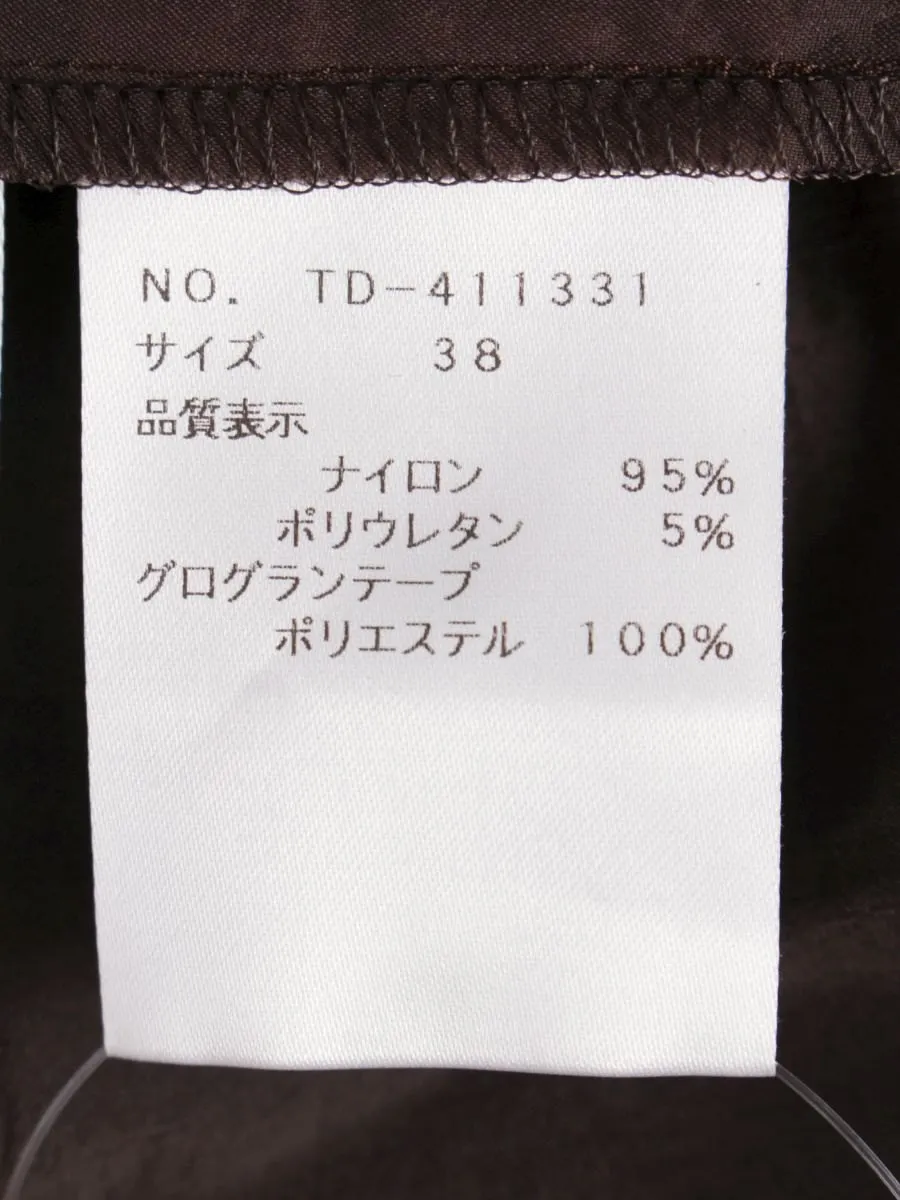 NO. TD-411331
サイズ 38
品質表示
ナイロン 95%
ポリウレタン 5%
グログランテープ
ポリエステル 100%